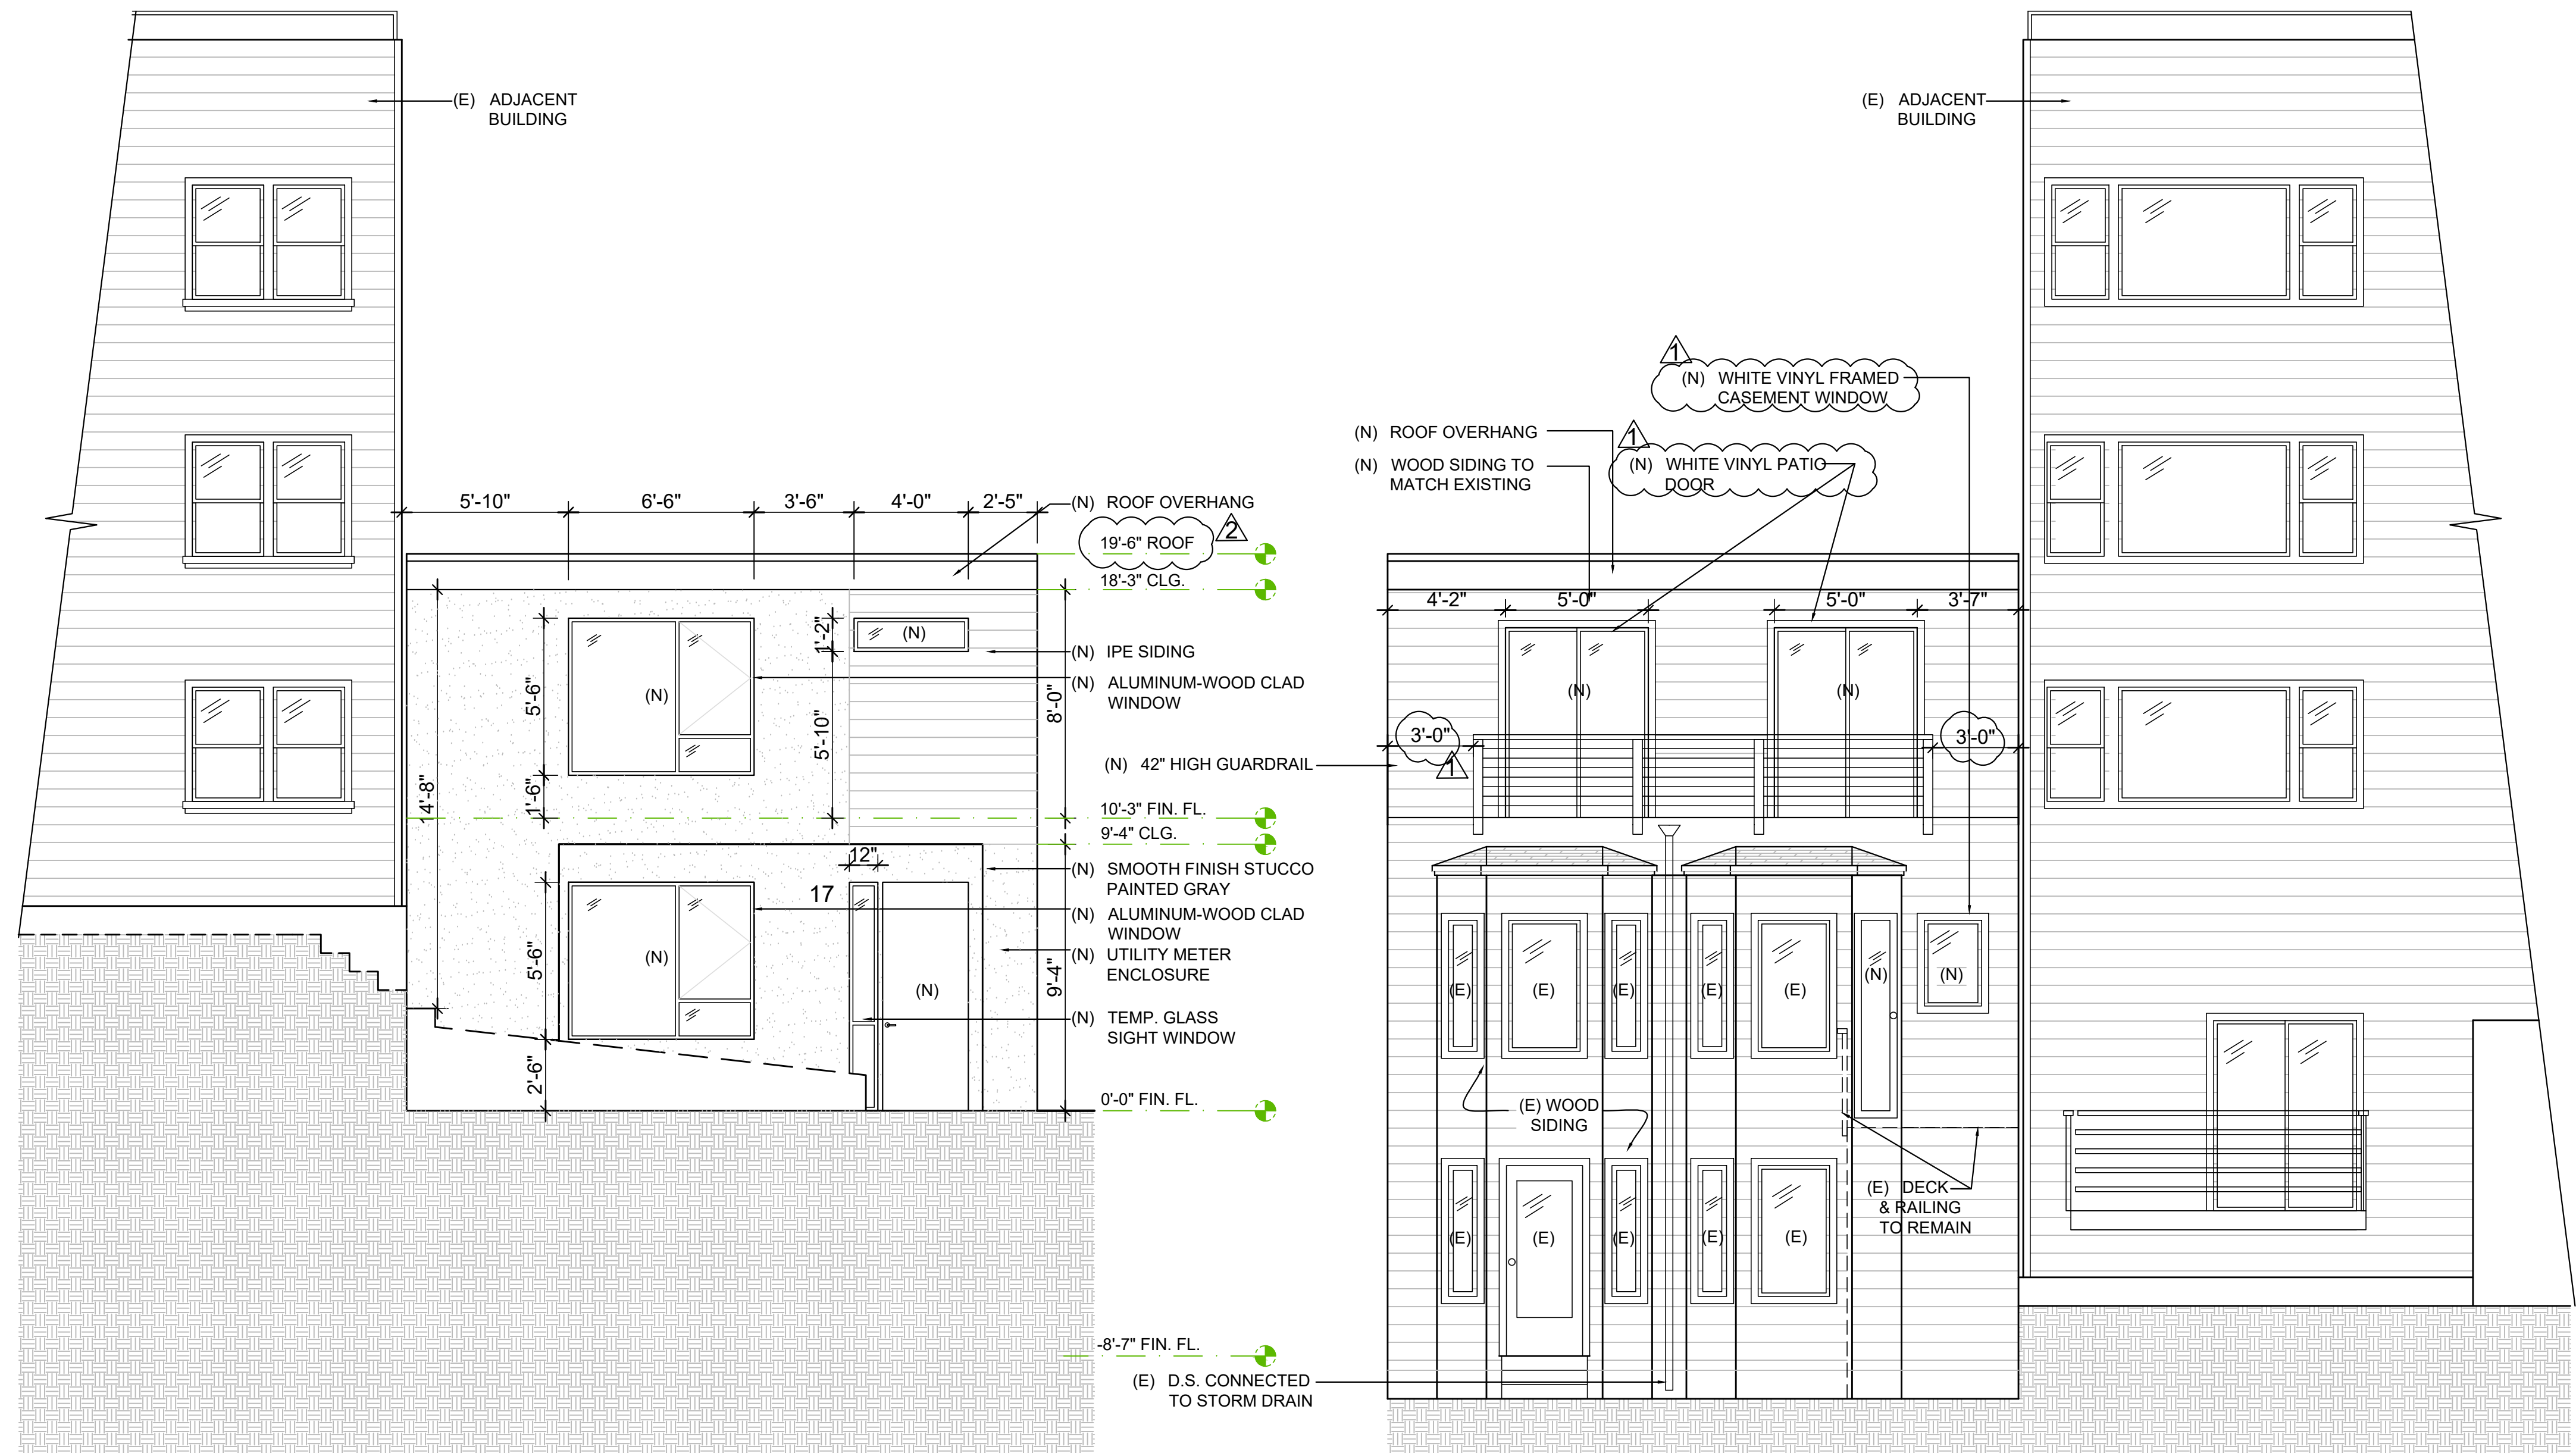 (E) ADJACENT
BUILDING
(E) ADJACENT
BUILDING
1
(N) WHITE VINYL FRAMED
CASEMENT WINDOW
(N) ROOF OVERHANG
1
(N) WOOD SIDING TO
MATCH EXISTING
(N) WHITE VINYL PATIO
DOOR
5'-10"
6'-6"
3'-6"
4'-0"
2'-5"
(N) ROOF OVERHANG
19'-6" ROOF
2
18'-3" CLG.
4'-2"
5'-0"
5'-0"
3'-7"
1'-2"
(N)
(N) IPE SIDING
(N) ALUMINUM-WOOD CLAD
WINDOW
5'-6"
(N)
5'-10"
8'-0"
(N)
(N)
3'-0"
3'-0"
1
(N) 42" HIGH GUARDRAIL
14'-8"
1'-6"
10'-3" FIN. FL.
9'-4" CLG.
12"
(N) SMOOTH FINISH STUCCO
PAINTED GRAY
17
(N) ALUMINUM-WOOD CLAD
WINDOW
(N) UTILITY METER
ENCLOSURE
5'-6"
(N)
(N)
9'-4"
(N) TEMP. GLASS
SIGHT WINDOW
2'-6"
0'-0" FIN. FL.
(E)
(E)
(E)
(E)
(E)
(N)
(N)
(E) WOOD
SIDING
(E) DECK
& RAILING
TO REMAIN
(E)
(E)
(E)
(E)
(E)
-8'-7" FIN. FL.
(E) D.S. CONNECTED
TO STORM DRAIN